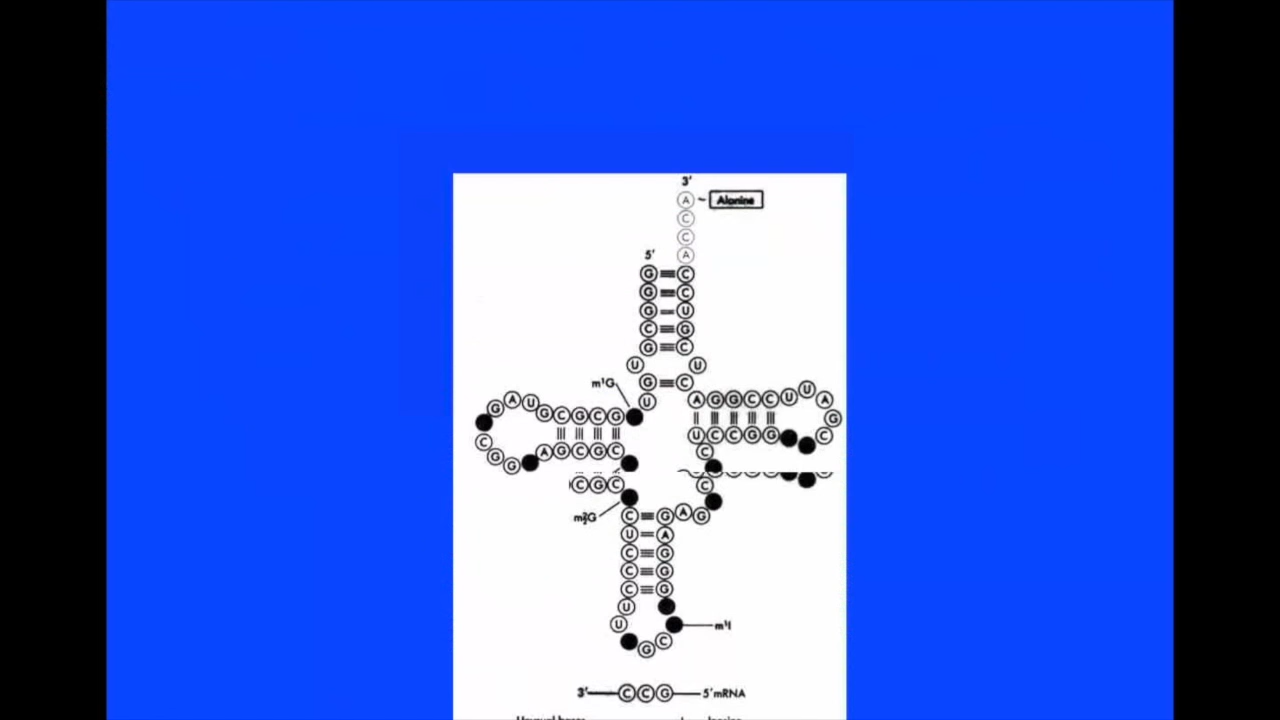 3'
A ~ Alanine
C
C
5' A
G C
G C
G U
C G
G C
U U
m¹G G C
U
G A U G C G C G
A G G C C U U A
G
C G G A G C G C
U C C G G C
C
C G C C
m²₂G
C G A G
U A
C G
C G
C G
U
U m¹I
G C
3' C C G 5' mRNA